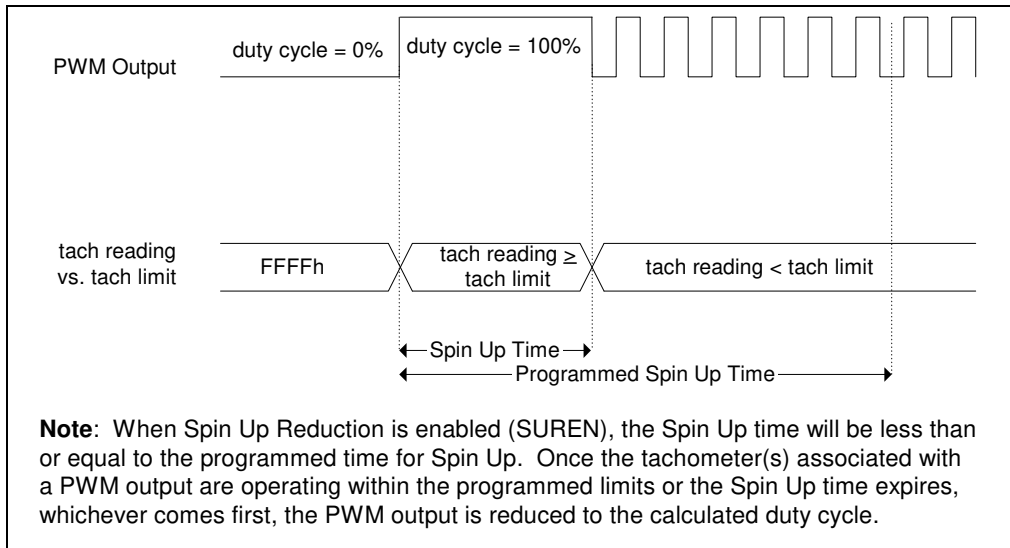 duty cycle = 0%
duty cycle = 100%
PWM Output
tach reading
vs. tach limit
FFFFh
tach reading ≥
tach limit
tach reading < tach limit
Spin Up Time
Programmed Spin Up Time
Note: When Spin Up Reduction is enabled (SUREN), the Spin Up time will be less than
or equal to the programmed time for Spin Up. Once the tachometer(s) associated with
a PWM output are operating within the programmed limits or the Spin Up time expires,
whichever comes first, the PWM output is reduced to the calculated duty cycle.